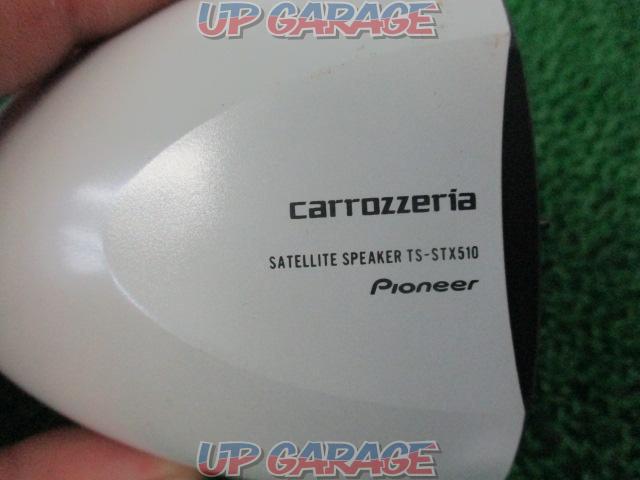 UP GARAGE
carrozzeria
SATELLITE SPEAKER TS-STX510
Pioneer
UP GARAGE